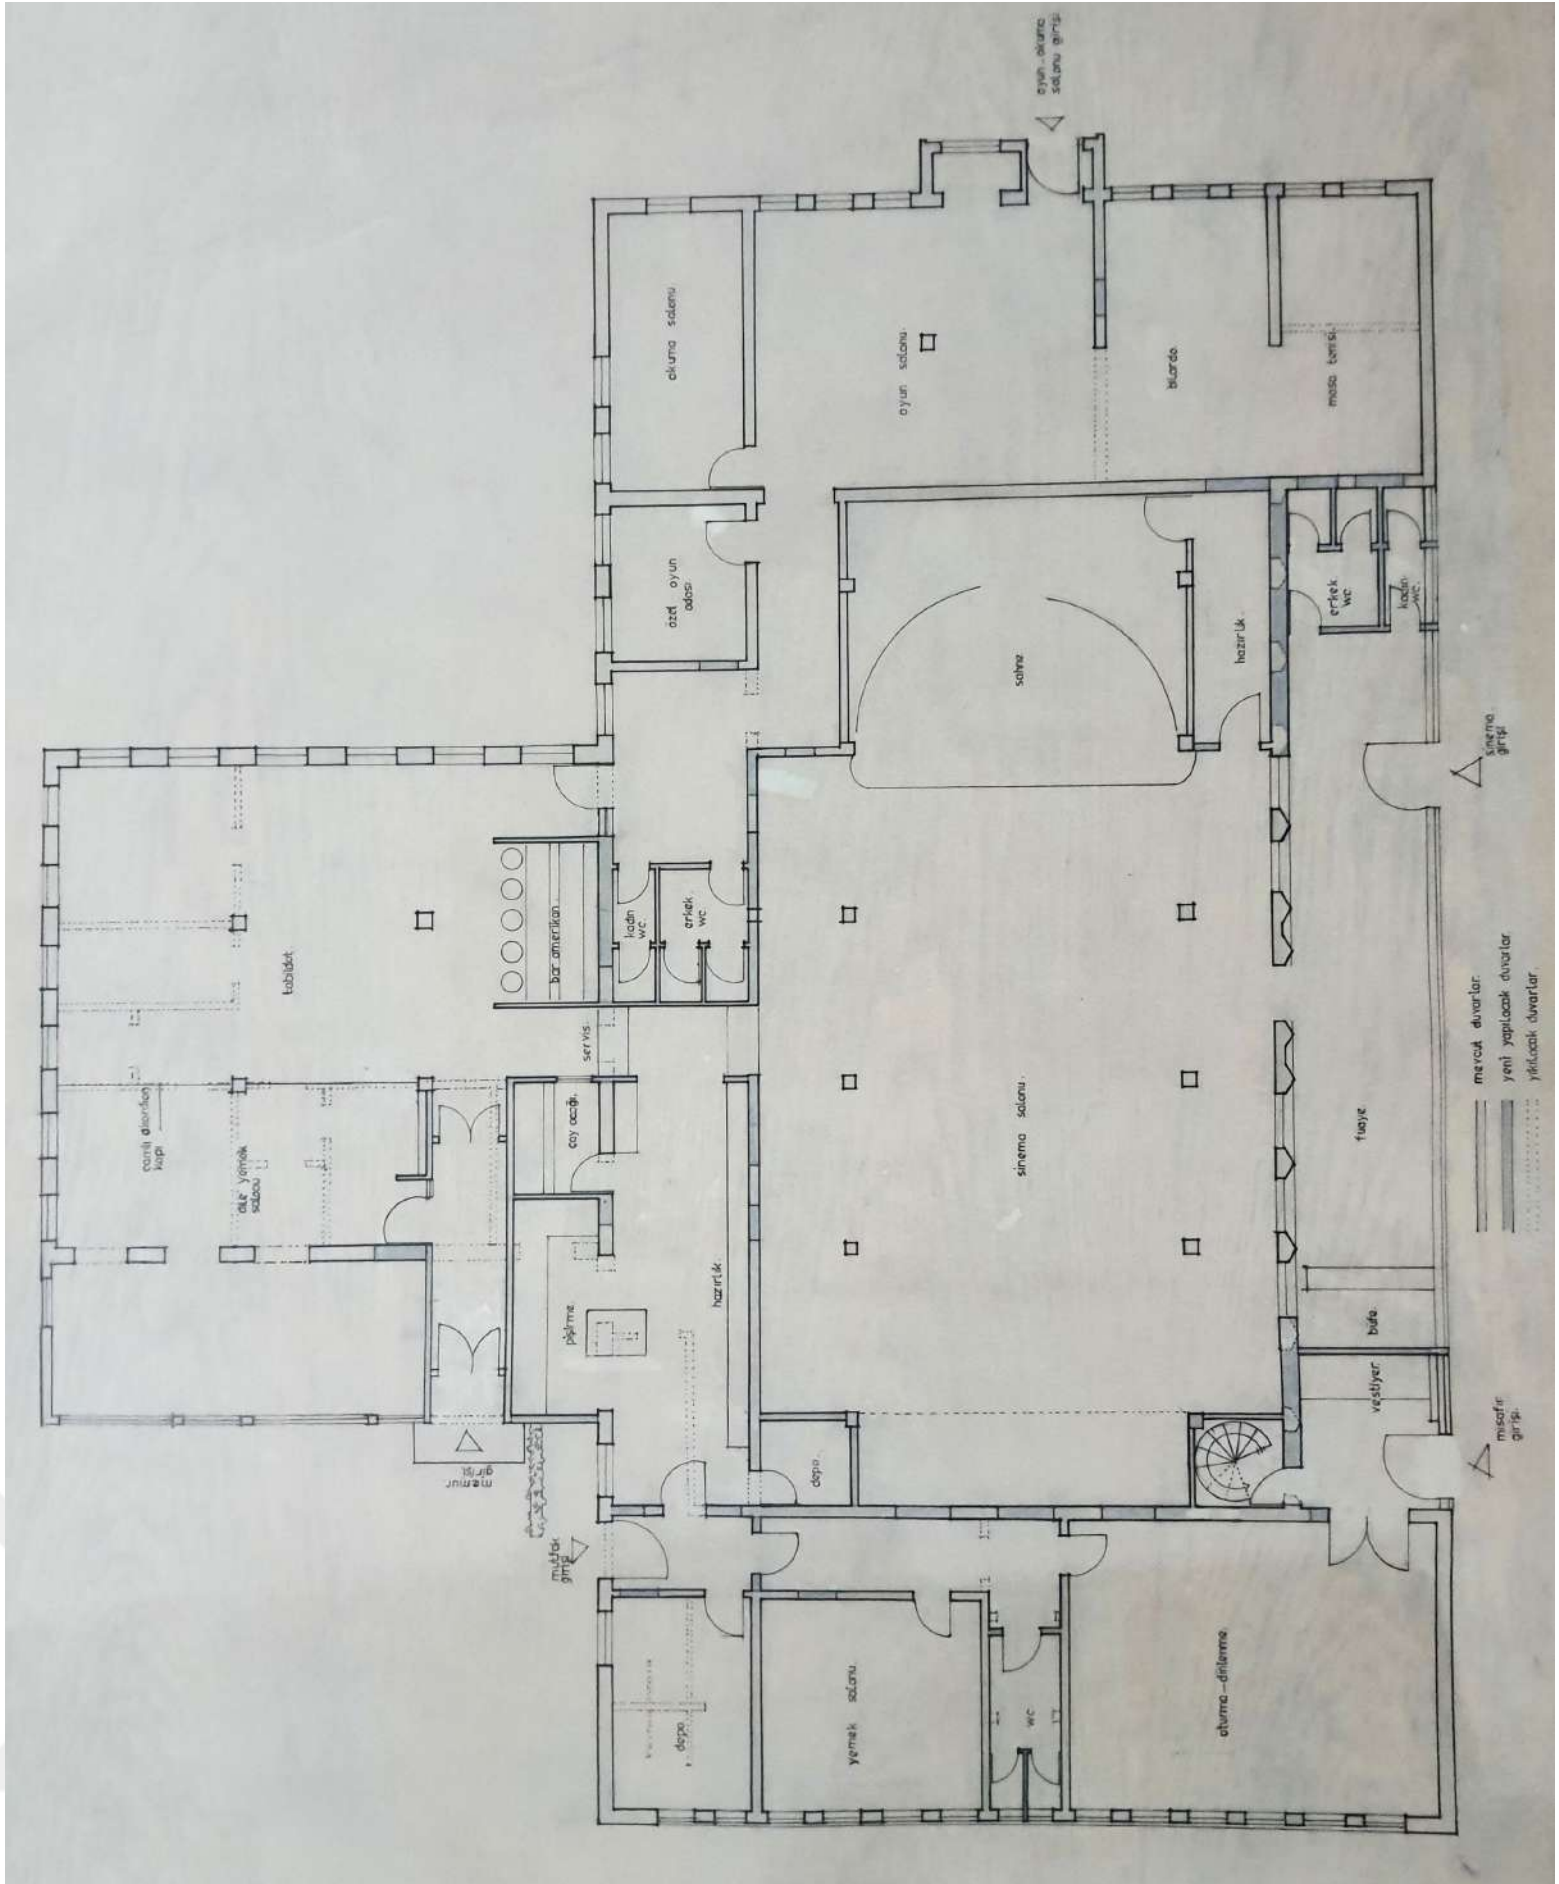 oyun-okuma
salonu girişi
okuma salonu
oyun salonu.
bilardo.
masa tenisi.
özel oyun
odası
sahne
hazırlık.
erkek
wc.
kadın
wc.
sinema
girişi
tabildot
bar amerikan.
kadın
wc.
erkek
wc.
servis.
çay ocağı.
camlı akordion
kapı
aile yemek
salonu
pişirme.
hazırlık.
sinema salonu.
fuaye.
büfe.
vestiyer.
misafir
girişi.
memur
girişi
mutfak
girişi
depo.
depo.
yemek salonu.
wc
oturma-dinlenme.
mevcut duvarlar.
yeni yapılacak duvarlar.
yıkılacak duvarlar.